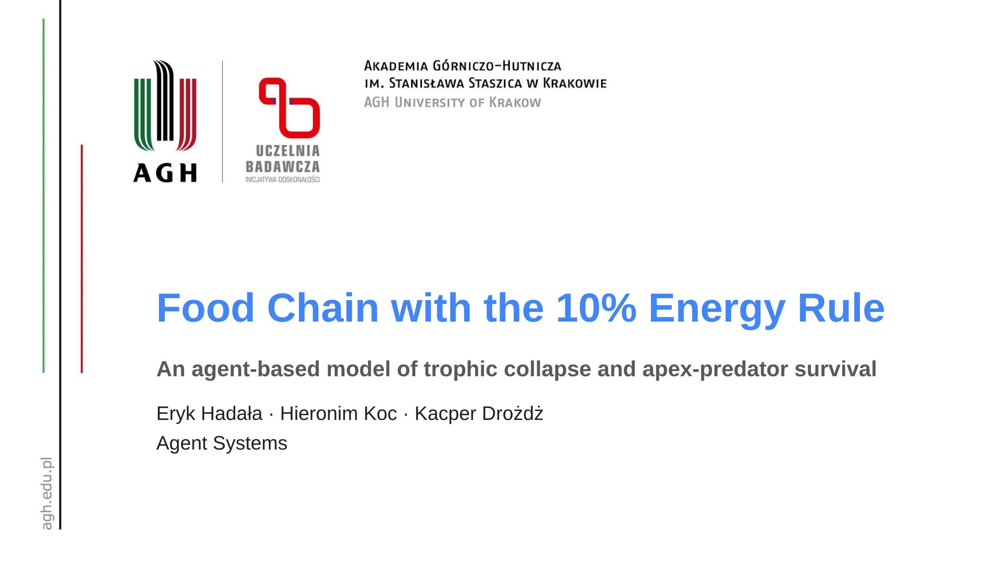 AGH
UCZELNIA
BADAWCZA
INICJATYWA DOSKONAŁOŚCI
AKADEMIA GÓRNICZO-HUTNICZA
IM. STANISŁAWA STASZICA W KRAKOWIE
AGH UNIVERSITY OF KRAKOW
Food Chain with the 10% Energy Rule
An agent-based model of trophic collapse and apex-predator survival
Eryk Hadała · Hieronim Koc · Kacper Drożdż
Agent Systems
agh.edu.pl